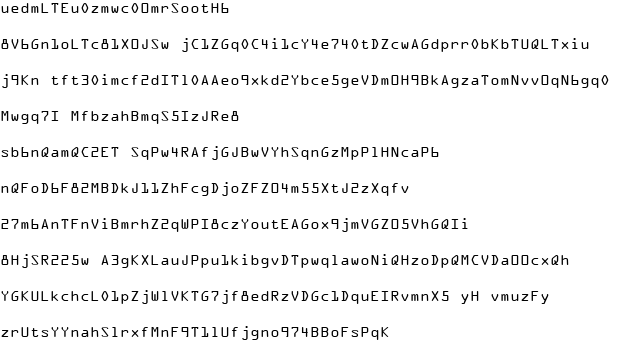 uedmLTEu0zmwc0OmrSootH6
8V6Gn1oLTc81XOJSw jC1ZGq0C4i1cY4e740tDZcwAGdprr0bKbTUQLTxiu
j9Kn tft30imcf2dIT10AAeo9xkd2Ybce5geVDmOH9BkAgzaTomNvvOqN6gq0
Mwgq7I MfbzahBmqS5IzJRe8
sb6nQamQC2ET SqPw4RAfjGJBwVYhSqnGzMpP1HNcaP6
nQFoD6F82MBDkJ11ZhFcgDjoZFZO4m55XtJ2zXqfv
27m6AnTFnViBmrhZ2qWPI8czYoutEAGox9jmVGZO5VhGQIi
8HjSR225w A3gKXLauJPpu1kibgvDTpwq1awoNiQHzoDpQMCVDaOOcxQh
YGKULkchcL01pZjW1VKTG7jf8edRzVDGc1DquEIRvmnX5 yH vmuzFy
zrUtsYYnahS1rxfMnF9T11Ufjgno974BBoFsPqK